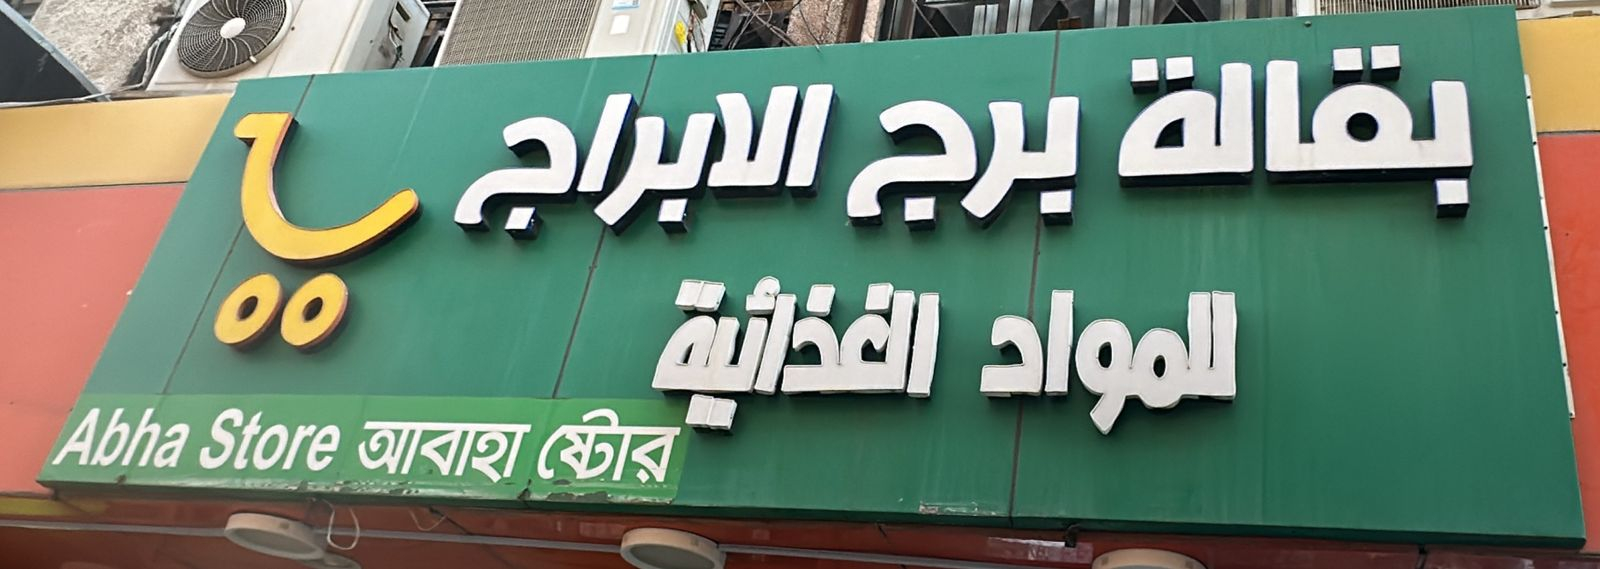 بقالة برج الابراج
للمواد الغذائية
Abha Store আবাহা ষ্টোর